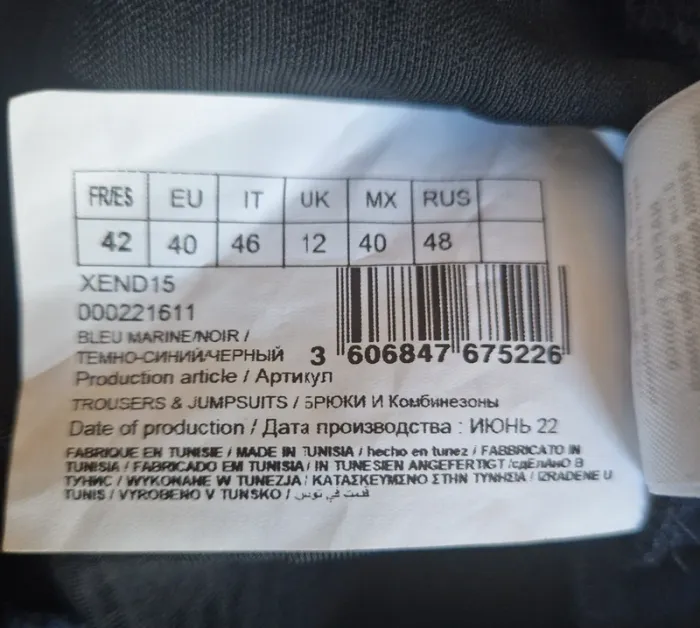 FR/ES EU IT UK MX RUS
42 40 46 12 40 48
XEND15
000221611
BLEU MARINE/NOIR /
ТЕМНО-СИНИЙ/ЧЕРНЫЙ
3 606847 675226
Production article / Артикул
TROUSERS & JUMPSUITS / БРЮКИ И Комбинезоны
Date of production / Дата производства : ИЮНЬ 22
FABRIQUE EN TUNISIE / MADE IN TUNISIA / hecho en tunez / FABBRICATO IN
TUNISIA / FABRICADO EM TUNISIA / IN TUNESIEN ANGEFERTIGT /сдЕлАнО В
ТУНИС / WYKONANE W TUNEZJA / ΚΑΤΑΣΚΕΥΑΣΜΕΝΟ ΣΤΗΝ ΤΥΝΗΣΙΑ / IZRADENE U
TUNIS / VYROBENO V TUNSKO /